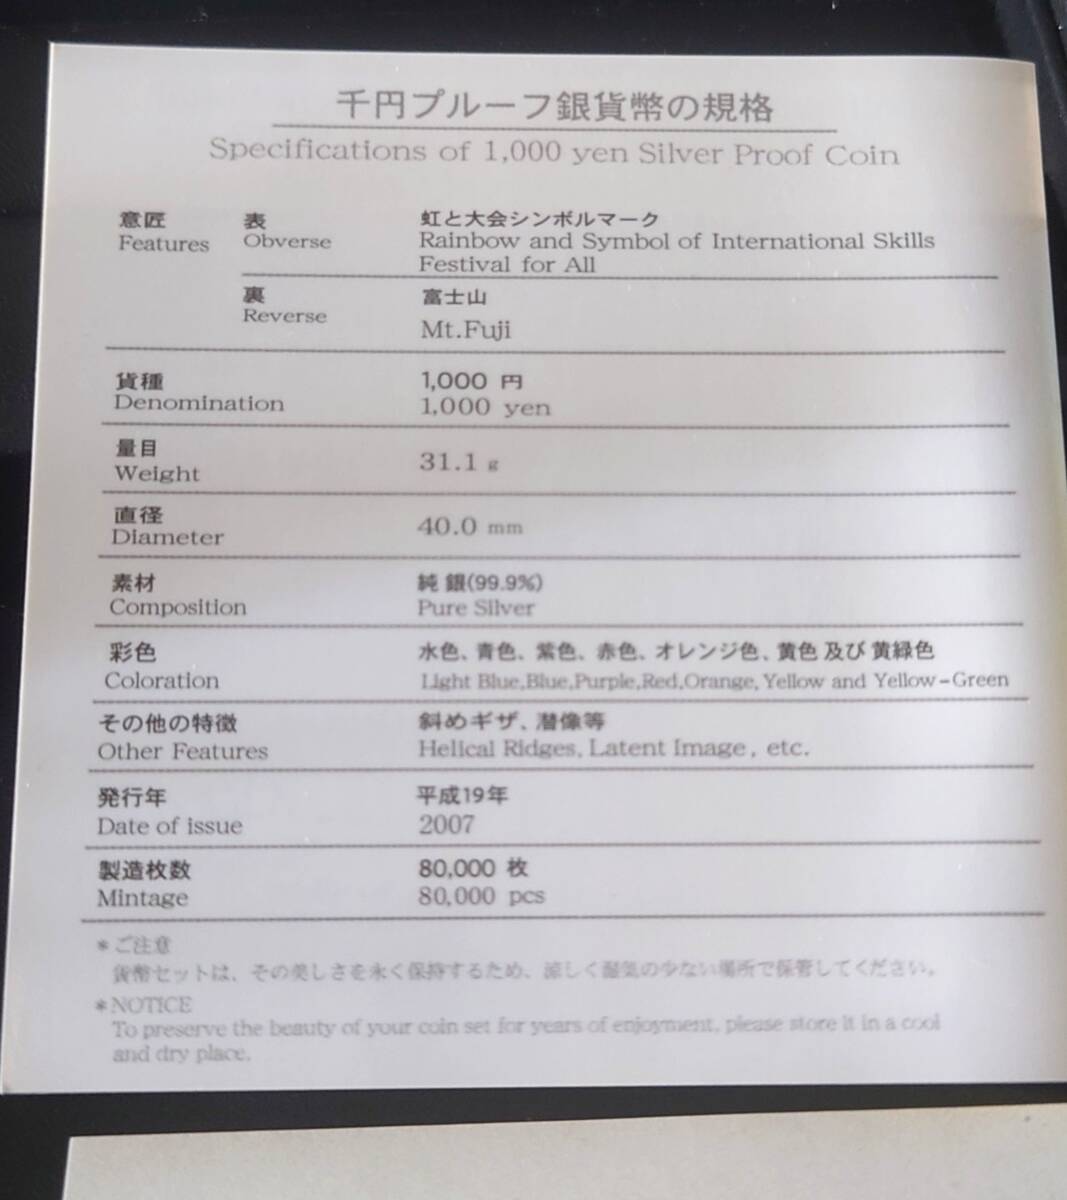 千円プルーフ銀貨幣の規格
Specifications of 1,000 yen Silver Proof Coin
意匠 表 虹と大会シンボルマーク
Features Obverse Rainbow and Symbol of International Skills
Festival for All
裏 富士山
Reverse Mt.Fuji
貨種 1,000 円
Denomination 1,000 yen
量目 31.1 g
Weight
直径 40.0 mm
Diameter
素材 純 銀(99.9%)
Composition Pure Silver
彩色 水色、青色、紫色、赤色、オレンジ色、黄色 及び 黄緑色
Coloration Light Blue,Blue,Purple,Red,Orange,Yellow and Yellow-Green
その他の特徴 斜めギザ、潜像等
Other Features Helical Ridges, Latent Image, etc.
発行年 平成19年
Date of issue 2007
製造枚数 80,000 枚
Mintage 80,000 pcs
*ご注意
貨幣セットは、その美しさを永く保持するため、涼しく湿気の少ない場所で保管してください。
*NOTICE
To preserve the beauty of your coin set for years of enjoyment, please store it in a cool
and dry place.